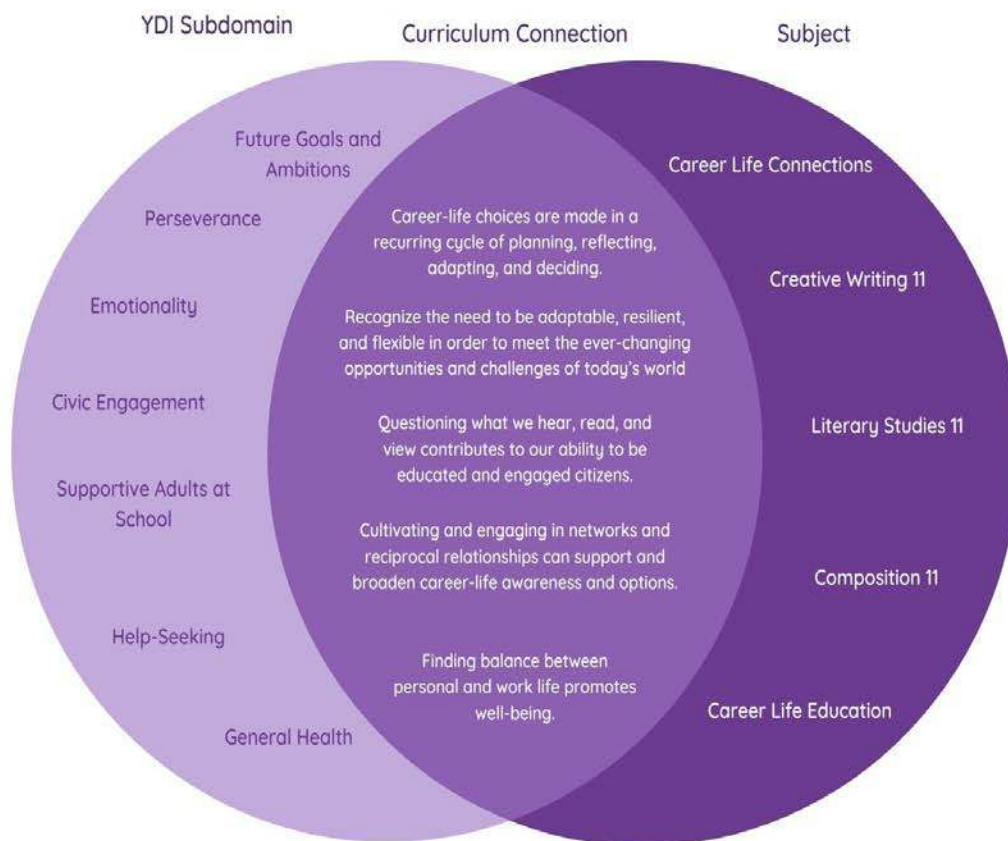 YDI Subdomain
Curriculum Connection
Subject
Future Goals and
Ambitions
Perseverance
Emotionality
Civic Engagement
Supportive Adults at
School
Help-Seeking
General Health
Career-life choices are made in a
recurring cycle of planning, reflecting,
adapting, and deciding.
Recognize the need to be adaptable, resilient,
and flexible in order to meet the ever-changing
opportunities and challenges of today's world
Questioning what we hear, read, and
view contributes to our ability to be
educated and engaged citizens.
Cultivating and engaging in networks and
reciprocal relationships can support and
broaden career-life awareness and options.
Finding balance between
personal and work life promotes
well-being.
Career Life Connections
Creative Writing 11
Literary Studies 11
Composition 11
Career Life Education